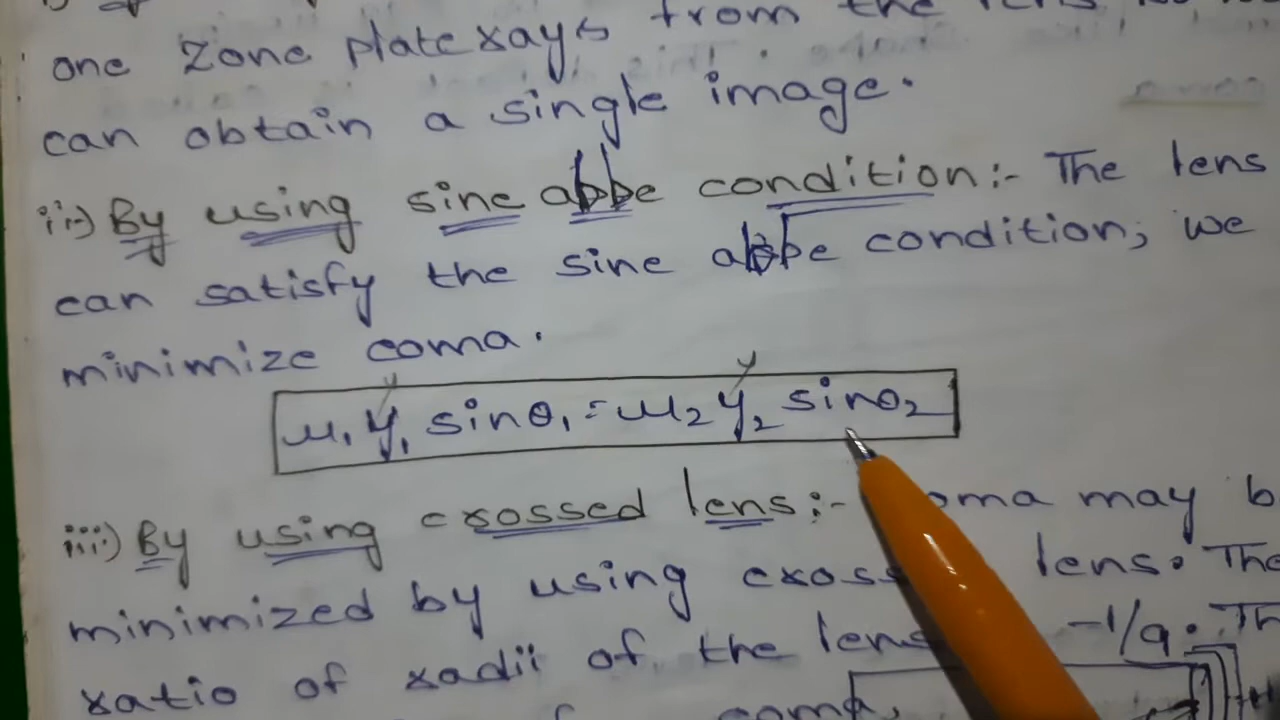 one Zone plate rays from the lens
can obtain a single image.
ii:) By using sine abbe condition:- The lens
can satisfy the sine abbe condition; we
minimize coma.
μ₁ y₁ sinθ₁ = μ₂ y₂ sinθ₂
iii:) By using crossed lens:- oma may b
minimized by using cross lens. The
ratio of radii of the lens -1/9. Th
coma,